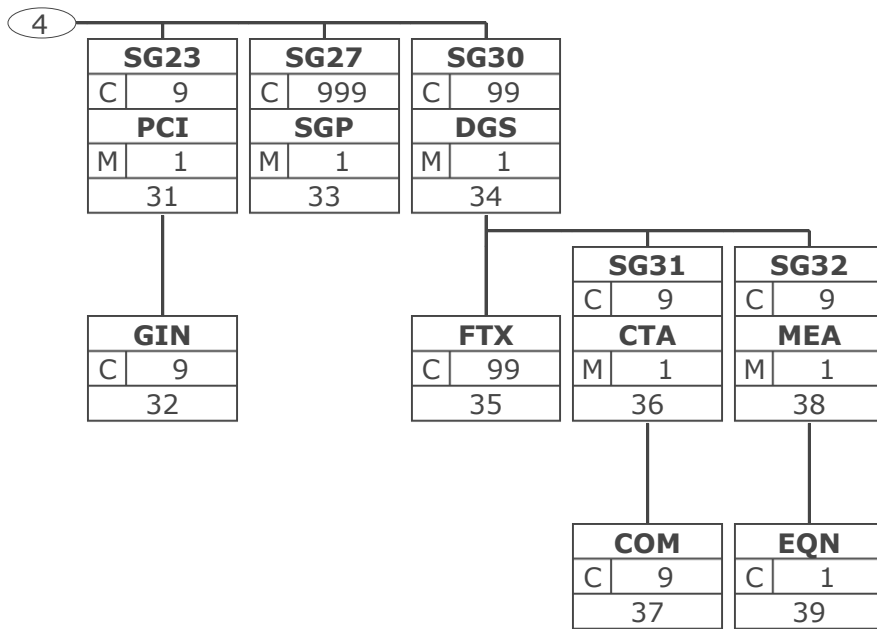 4
SG23 SG27 SG30
C 9 C 999 C 99
PCI SGP DGS
M 1 M 1 M 1
31 33 34
SG31 SG32
C 9 C 9
GIN FTX CTA MEA
C 9 C 99 M 1 M 1
32 35 36 38
COM EQN
C 9 C 1
37 39